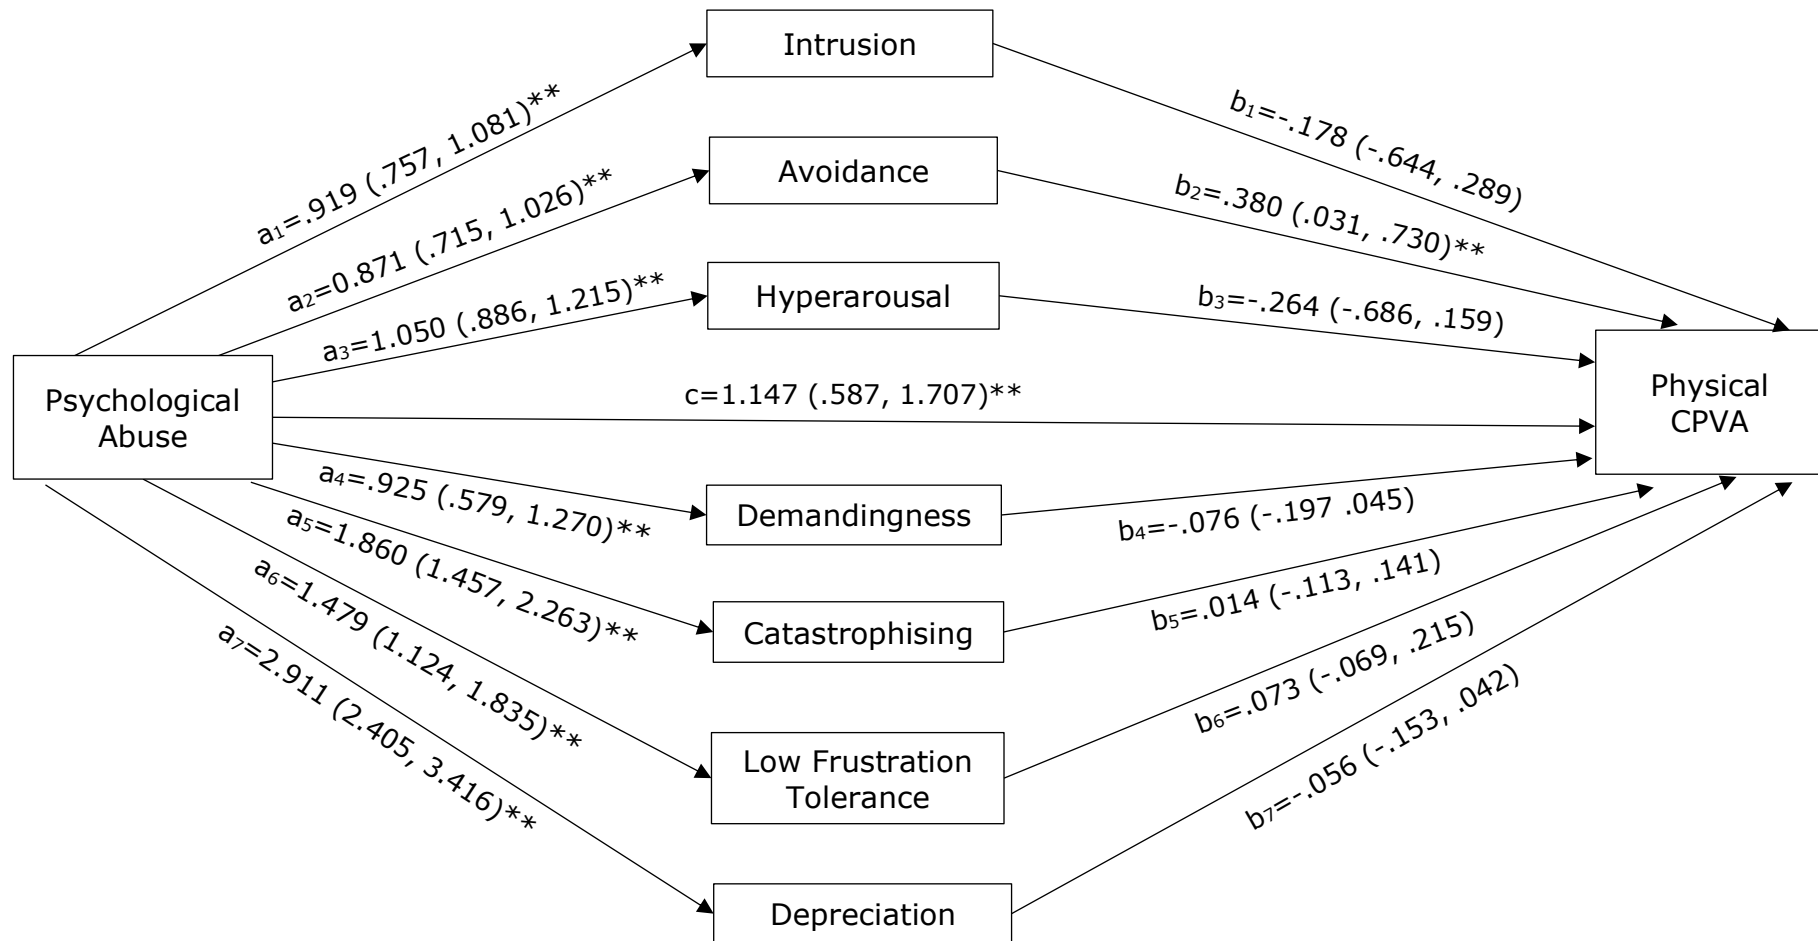 Intrusion
a₁=.919 (.757, 1.081)**
b₁=-.178 (-.644, .289)
Avoidance
a₂=0.871 (.715, 1.026)**
b₂=.380 (.031, .730)**
Hyperarousal
a₃=1.050 (.886, 1.215)**
b₃=-.264 (-.686, .159)
Psychological
Abuse
c=1.147 (.587, 1.707)**
Physical
CPVA
a₄=.925 (.579, 1.270)**
Demandingness
b₄=-.076 (-.197 .045)
a₅=1.860 (1.457, 2.263)**
Catastrophising
b₅=.014 (-.113, .141)
a₆=1.479 (1.124, 1.835)**
Low Frustration
Tolerance
b₆=.073 (-.069, .215)
a₇=2.911 (2.405, 3.416)**
Depreciation
b₇=-.056 (-.153, .042)